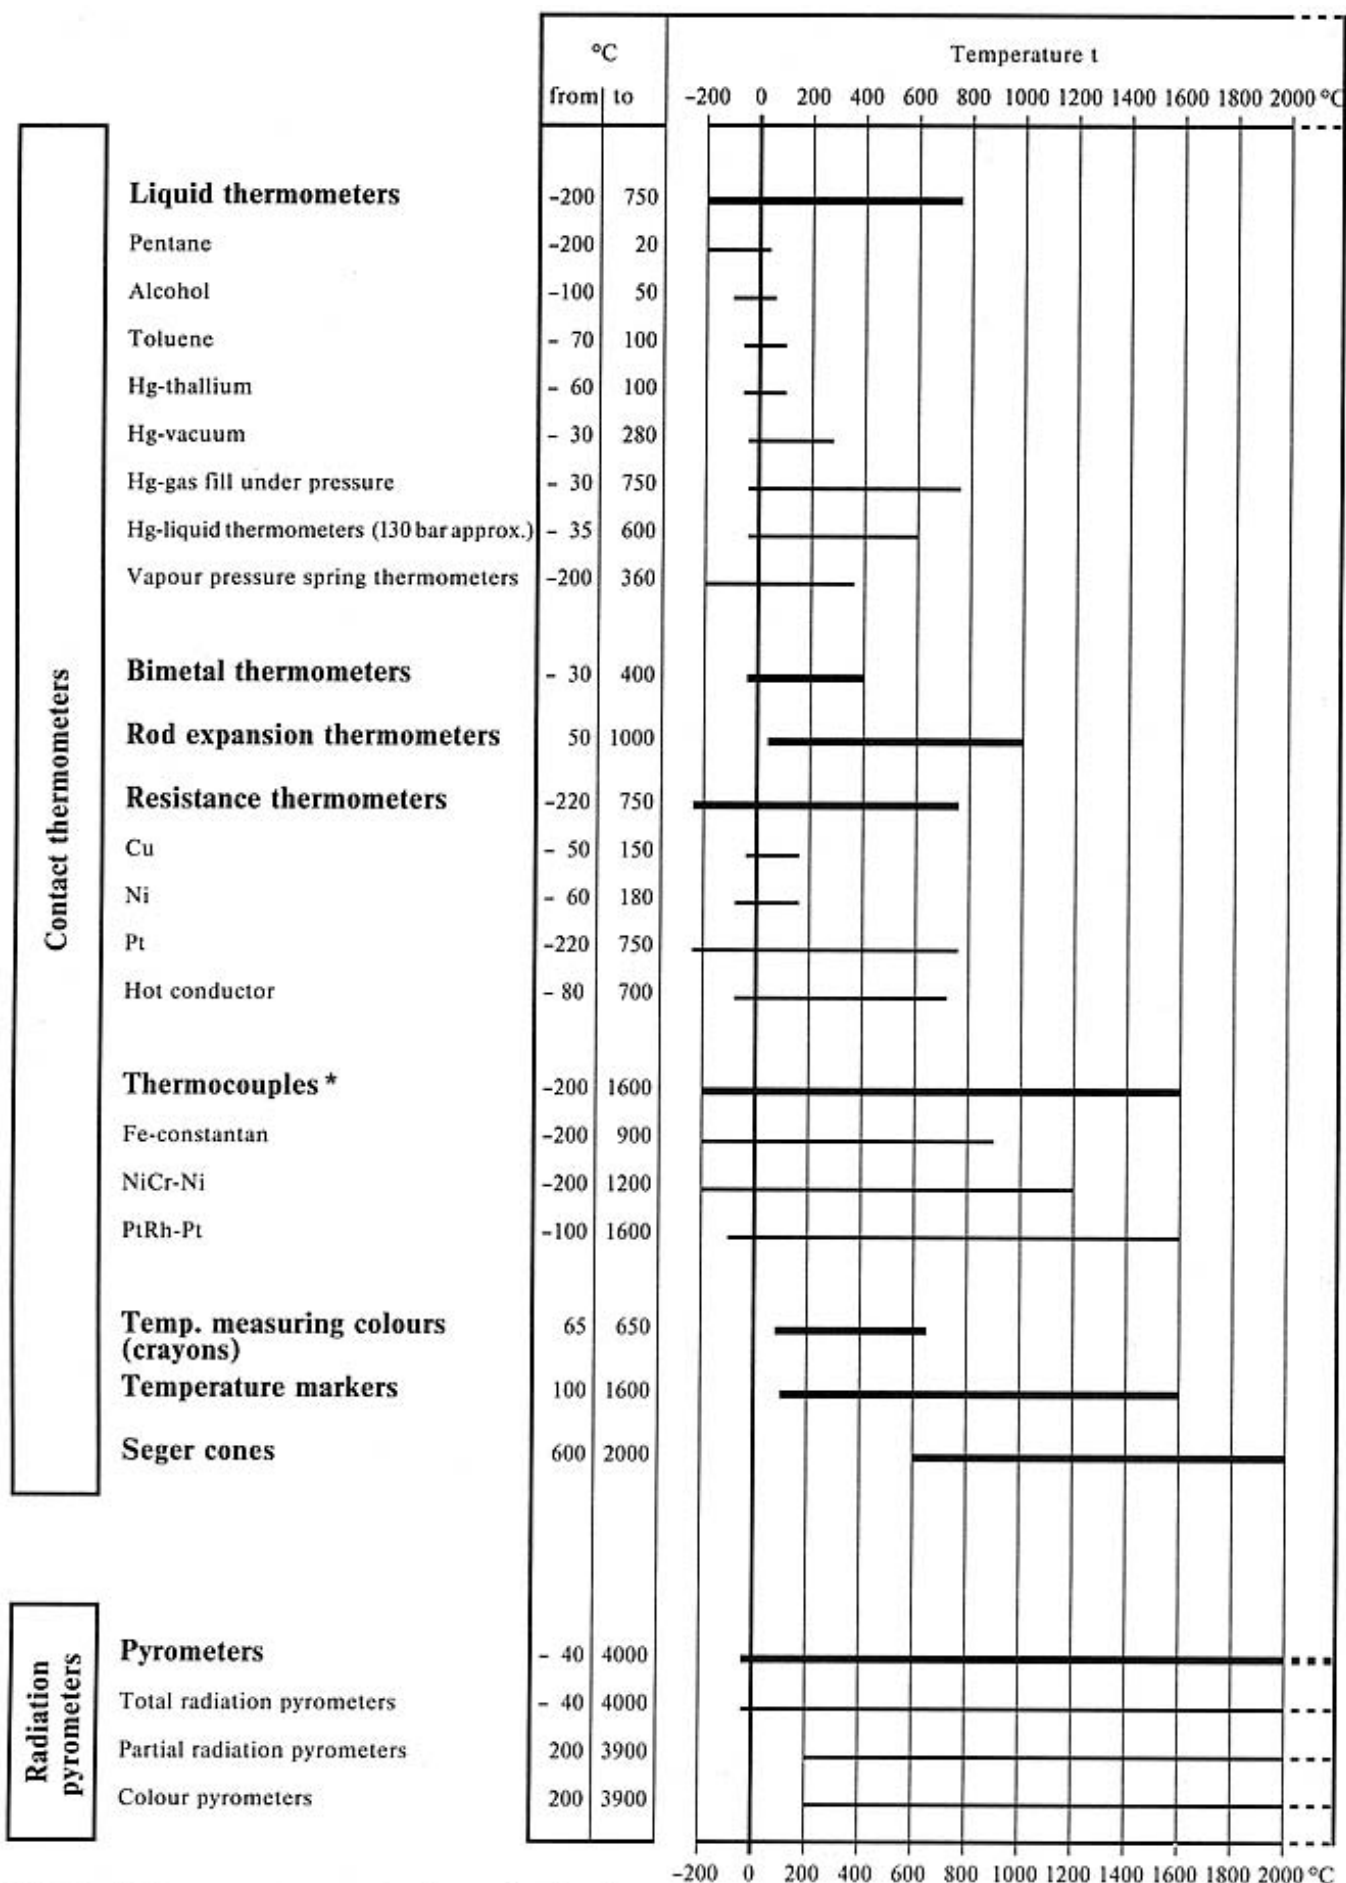 °C
Temperature t
from to
-200 0 200 400 600 800 1000 1200 1400 1600 1800 2000 °C
Contact thermometers
Liquid thermometers -200 750
Pentane -200 20
Alcohol -100 50
Toluene - 70 100
Hg-thallium - 60 100
Hg-vacuum - 30 280
Hg-gas fill under pressure - 30 750
Hg-liquid thermometers (130 bar approx.) - 35 600
Vapour pressure spring thermometers -200 360
Bimetal thermometers - 30 400
Rod expansion thermometers 50 1000
Resistance thermometers -220 750
Cu - 50 150
Ni - 60 180
Pt -220 750
Hot conductor - 80 700
Thermocouples * -200 1600
Fe-constantan -200 900
NiCr-Ni -200 1200
PtRh-Pt -100 1600
Temp. measuring colours 65 650
(crayons)
Temperature markers 100 1600
Seger cones 600 2000
Radiation
pyrometers
Pyrometers - 40 4000
Total radiation pyrometers - 40 4000
Partial radiation pyrometers 200 3900
Colour pyrometers 200 3900
-200 0 200 400 600 800 1000 1200 1400 1600 1800 2000 °C